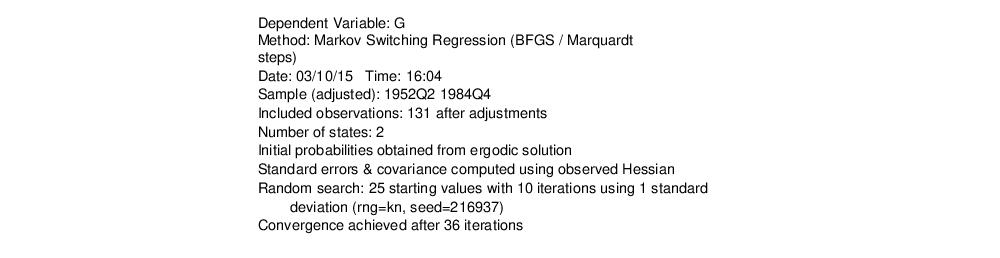 Dependent Variable: G
Method: Markov Switching Regression (BFGS / Marquardt
steps)
Date: 03/10/15 Time: 16:04
Sample (adjusted): 1952Q2 1984Q4
Included observations: 131 after adjustments
Number of states: 2
Initial probabilities obtained from ergodic solution
Standard errors & covariance computed using observed Hessian
Random search: 25 starting values with 10 iterations using 1 standard
deviation (rng=kn, seed=216937)
Convergence achieved after 36 iterations